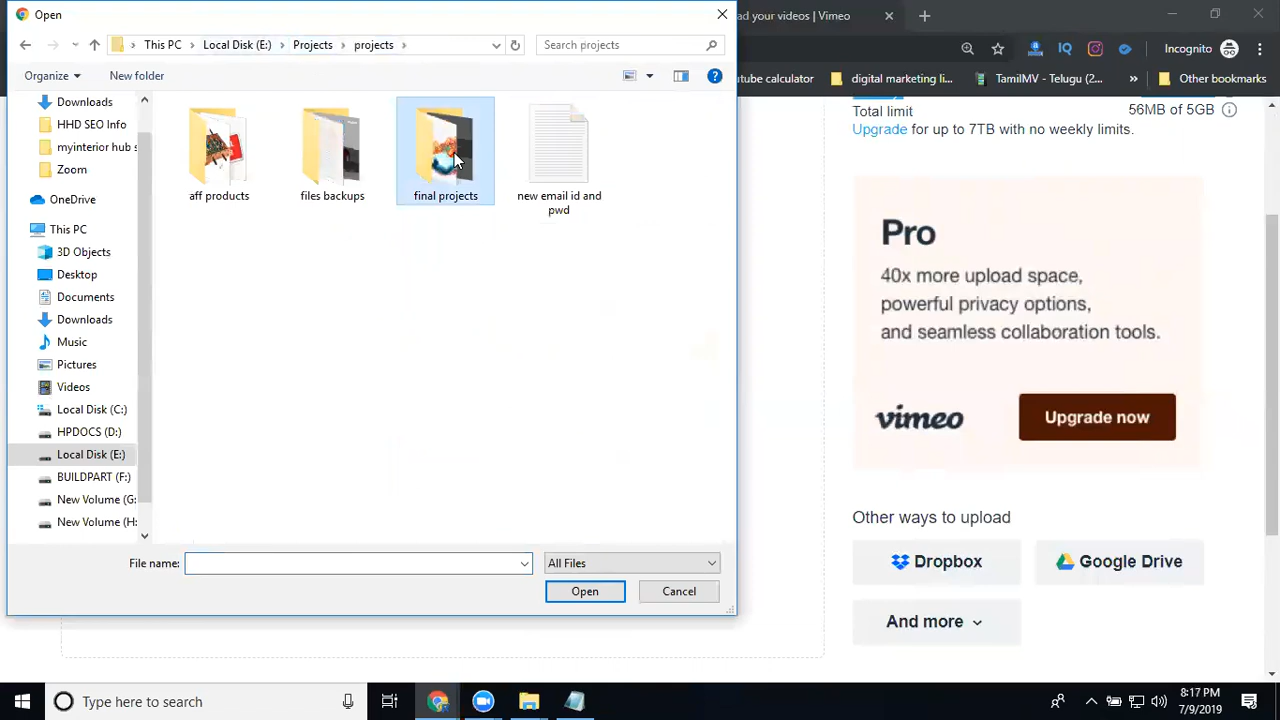 Open
ad your videos | Vimeo
This PC
Local Disk (E:)
Projects
projects
Search projects
Incognito
Organize
New folder
utube calculator
digital marketing li...
TamilMV - Telugu (2...
Other bookmarks
Downloads
HHD SEO Info
myinterior hub s
Zoom
OneDrive
This PC
3D Objects
Desktop
Documents
Downloads
Music
Pictures
Videos
Local Disk (C:)
HPDOCS (D:)
Local Disk (E:)
BUILDPART (F:)
New Volume (G:
New Volume (H:
aff products
files backups
final projects
new email id and
pwd
File name:
All Files
Open
Cancel
Total limit
56MB of 5GB
Upgrade for up to 7TB with no weekly limits.
Pro
40x more upload space,
powerful privacy options,
and seamless collaboration tools.
vimeo
Upgrade now
Other ways to upload
Dropbox
Google Drive
And more
Type here to search
8:17 PM
7/9/2019